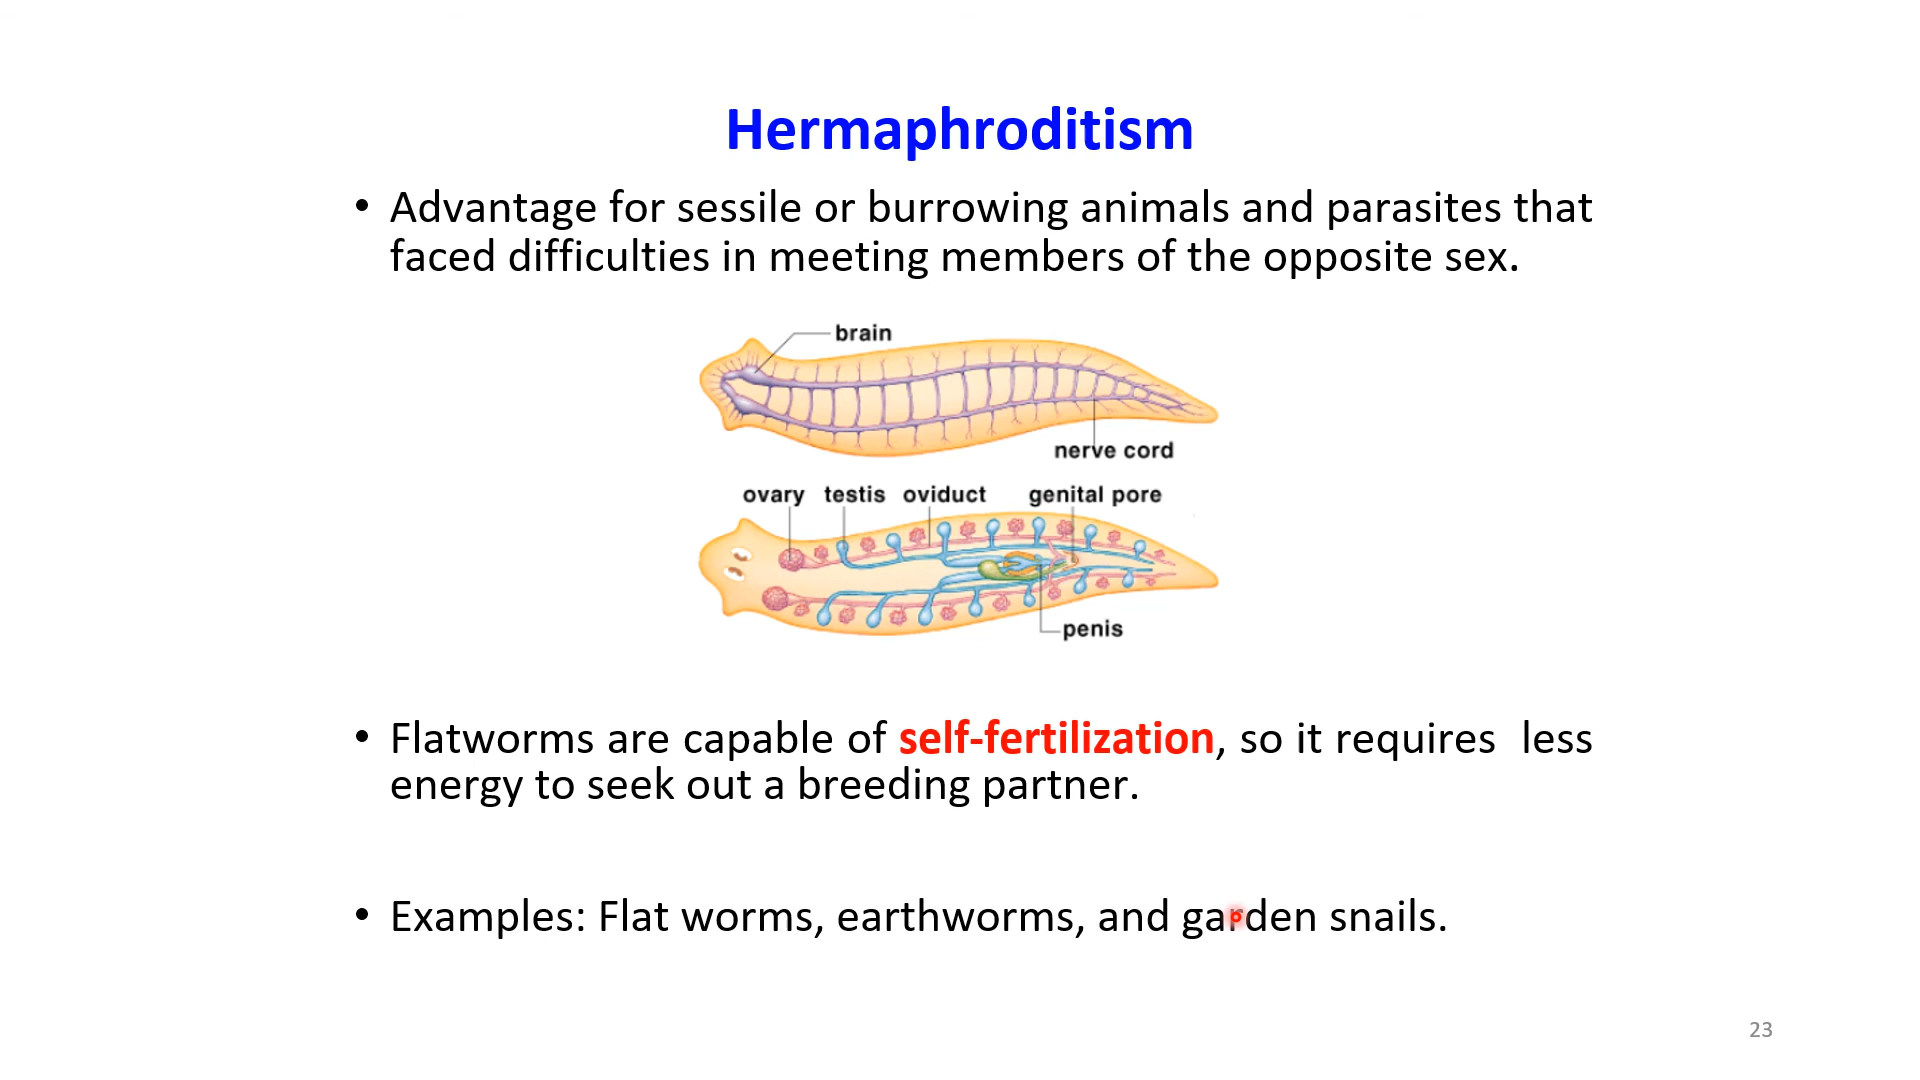 Hermaphroditism
• Advantage for sessile or burrowing animals and parasites that
faced difficulties in meeting members of the opposite sex.
brain
nerve cord
ovary testis oviduct genital pore
penis
• Flatworms are capable of self-fertilization, so it requires less
energy to seek out a breeding partner.
• Examples: Flat worms, earthworms, and garden snails.
23